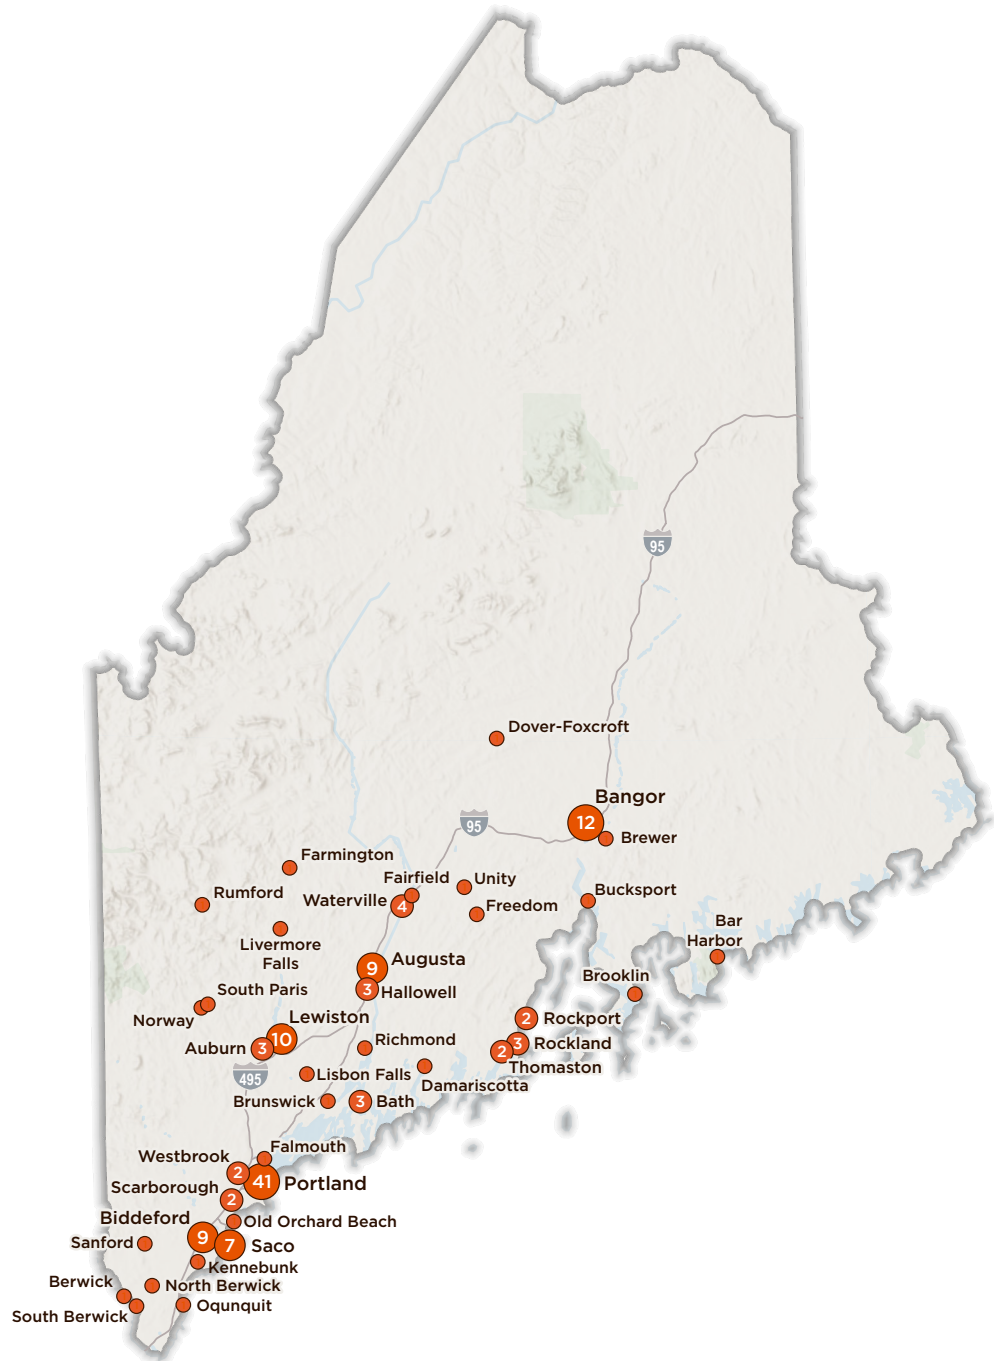 95
Dover-Foxcroft
Bangor
12
95
Brewer
Farmington
Fairfield
Unity
Rumford
Waterville
4
Freedom
Bucksport
Livermore
Falls
Bar
Harbor
Augusta
9
3
Hallowell
Brooklin
South Paris
Norway
Lewiston
10
Auburn
3
2
Rockport
3
Rockland
2
Thomaston
Richmond
495
Lisbon Falls
Damariscotta
Brunswick
3
Bath
Falmouth
Westbrook
2
41
Portland
Scarborough
2
Biddeford
9
Old Orchard Beach
Sanford
7
Saco
Kennebunk
Berwick
North Berwick
South Berwick
Oqunquit